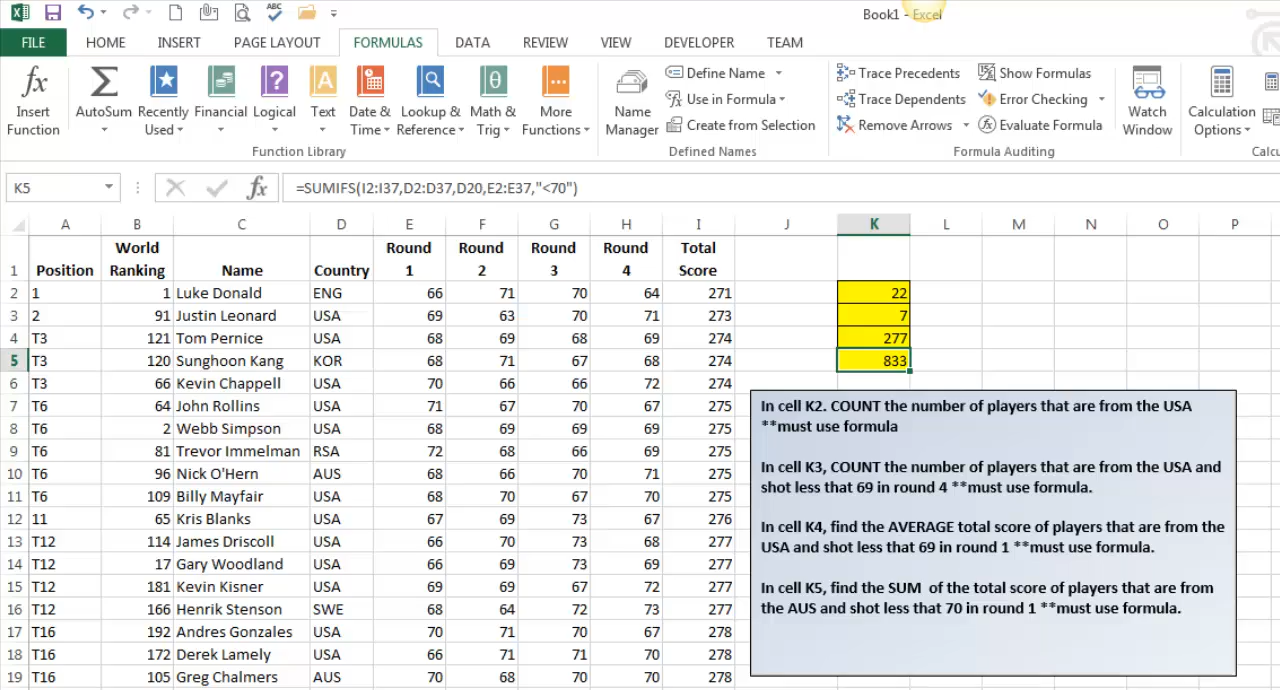 Book1 - Excel
FILE HOME INSERT PAGE LAYOUT FORMULAS DATA REVIEW VIEW DEVELOPER TEAM
Define Name Trace Precedents Show Formulas
Use in Formula Trace Dependents Error Checking
Create from Selection Remove Arrows Evaluate Formula
Insert AutoSum Recently Financial Logical Text Date & Lookup & Math & More Name Watch Calculation
Function Used Time Reference Trig Functions Manager Window Options
Function Library Defined Names Formula Auditing Calcu
K5 fx =SUMIFS(I2:I37,D2:D37,D20,E2:E37,"<70")
A B C D E F G H I J K L M N O P
World Round Round Round Round Total
1 Position Ranking Name Country 1 2 3 4 Score
2 1 1 Luke Donald ENG 66 71 70 64 271 22
3 2 91 Justin Leonard USA 69 63 70 71 273 7
4 T3 121 Tom Pernice USA 68 69 68 69 274 277
5 T3 120 Sunghoon Kang KOR 68 71 67 68 274 833
6 T3 66 Kevin Chappell USA 70 66 66 72 274
7 T6 64 John Rollins USA 71 67 70 67 275
8 T6 2 Webb Simpson USA 68 69 69 69 275
9 T6 81 Trevor Immelman RSA 72 68 66 69 275
10 T6 96 Nick O'Hern AUS 68 66 70 71 275
11 T6 109 Billy Mayfair USA 68 70 67 70 275
12 11 65 Kris Blanks USA 67 69 73 67 276
13 T12 114 James Driscoll USA 66 70 73 68 277
14 T12 17 Gary Woodland USA 66 69 73 69 277
15 T12 181 Kevin Kisner USA 69 69 67 72 277
16 T12 166 Henrik Stenson SWE 68 64 72 73 277
17 T16 192 Andres Gonzales USA 70 71 70 67 278
18 T16 172 Derek Lamely USA 66 71 71 70 278
19 T16 105 Greg Chalmers AUS 70 68 70 70 278
In cell K2. COUNT the number of players that are from the USA
**must use formula
In cell K3, COUNT the number of players that are from the USA and
shot less that 69 in round 4 **must use formula.
In cell K4, find the AVERAGE total score of players that are from the
USA and shot less that 69 in round 1 **must use formula.
In cell K5, find the SUM of the total score of players that are from
the AUS and shot less that 70 in round 1 **must use formula.